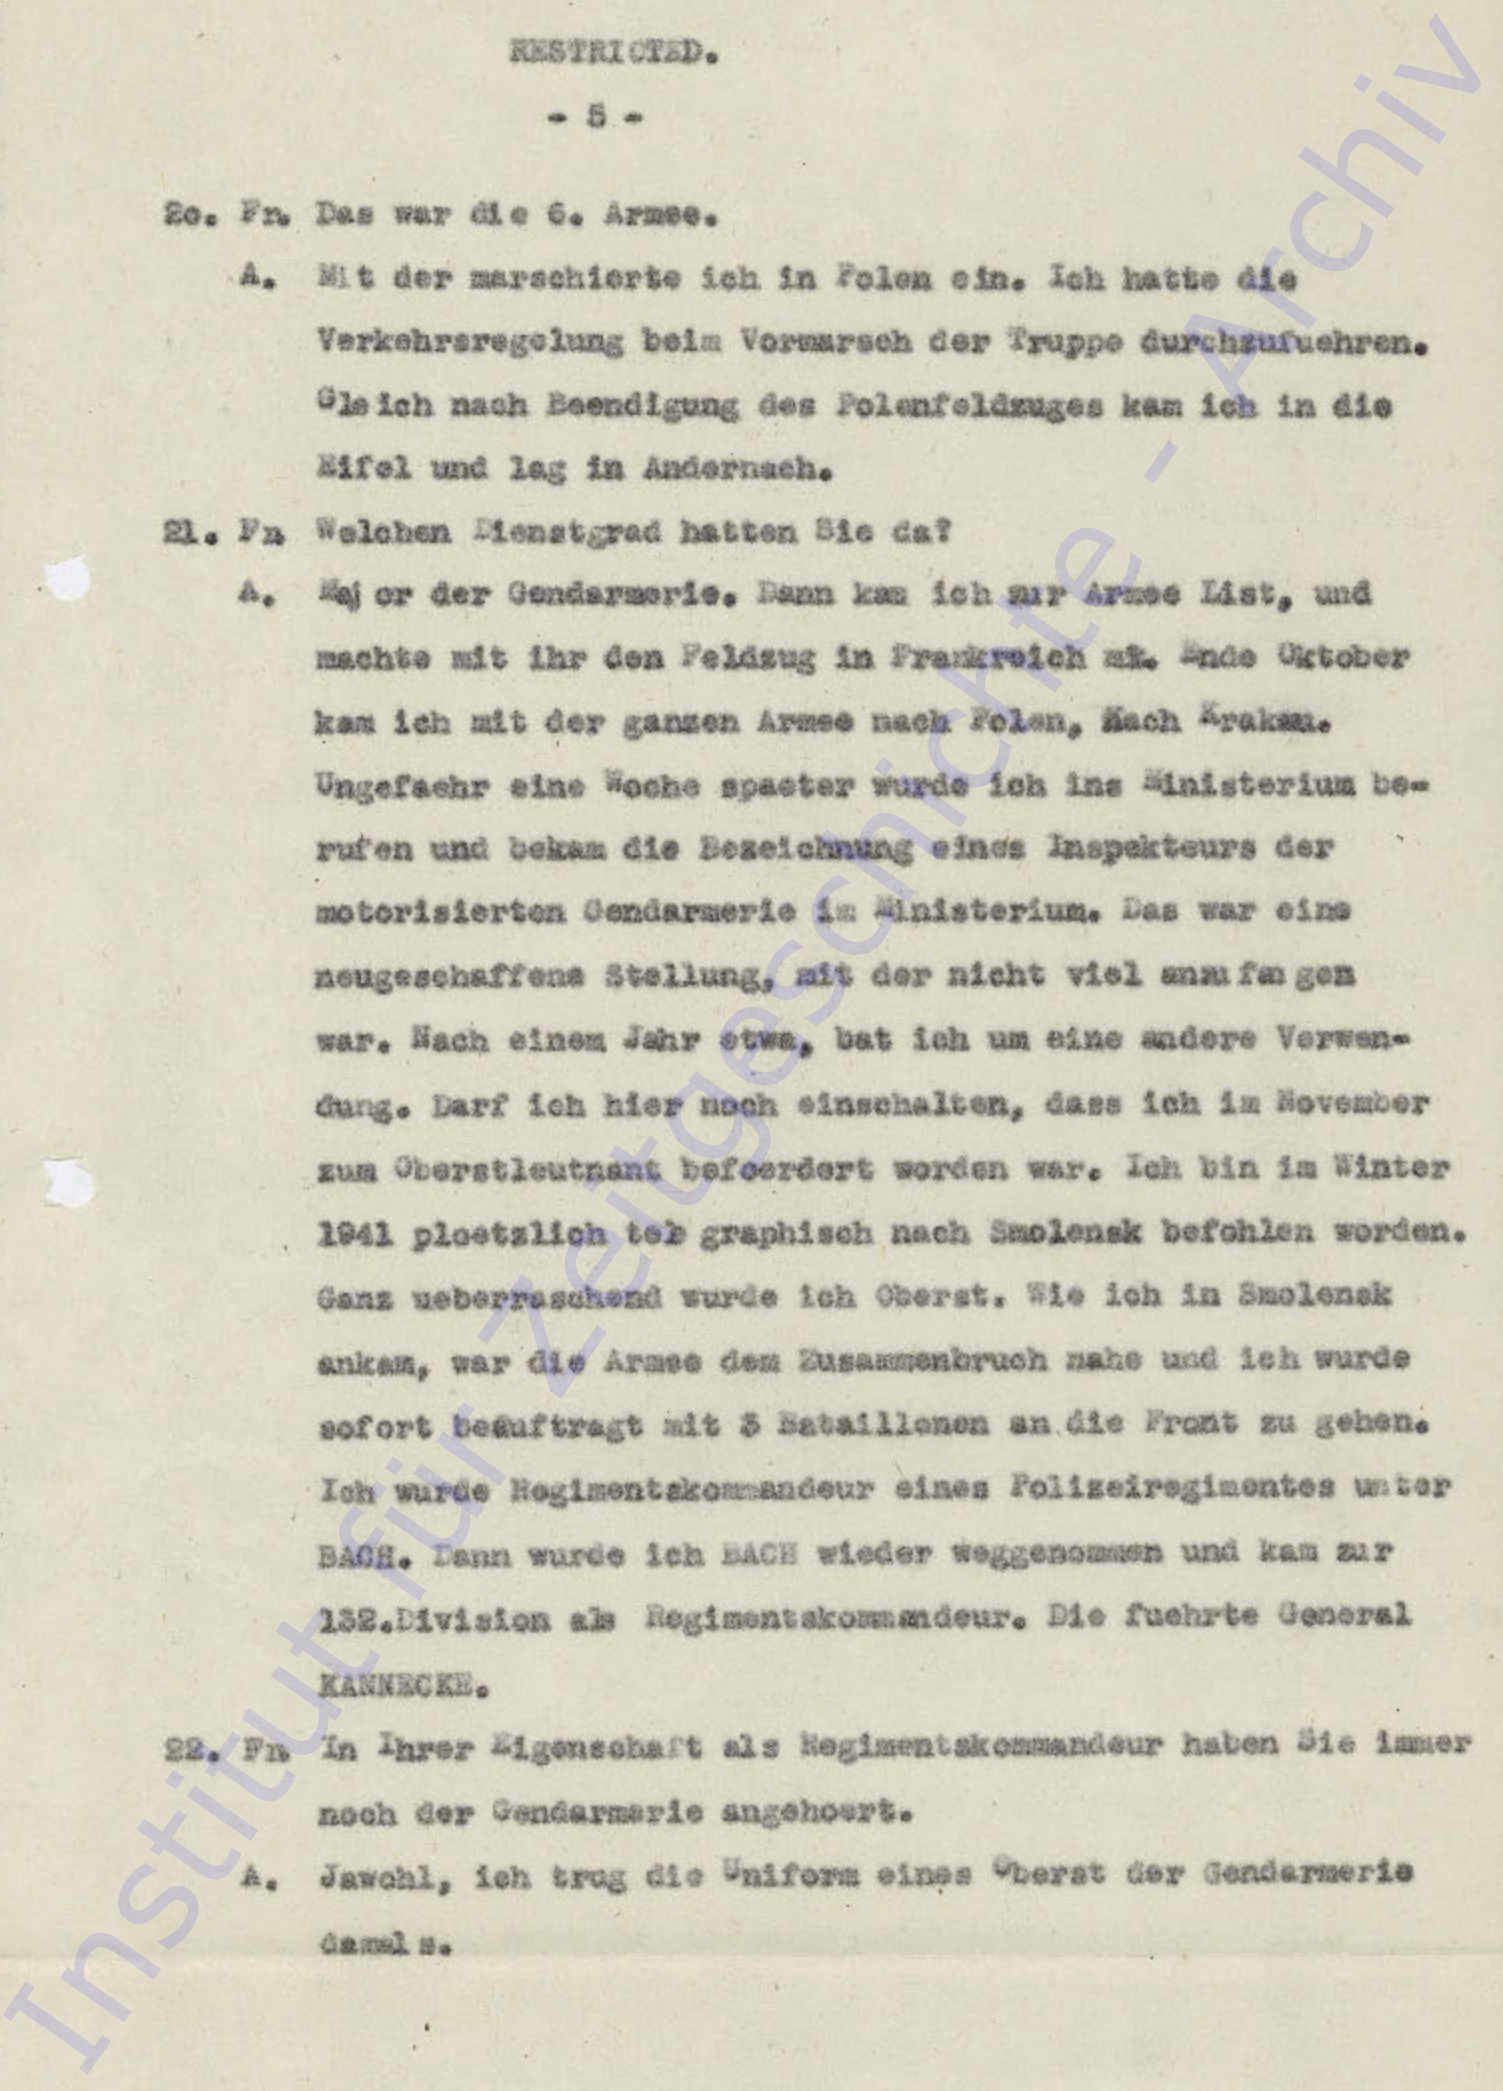 RESTRICTED.
- 5 -
2o. Fr. Das war die 6. Armee.
A. Mit der marschierte ich in Polen ein. Ich hatte die
Verkehrsregelung beim Vormarsch der Truppe durchzufuehren.
Gleich nach Beendigung des Polenfeldzuges kam ich in die
Eifel und lag in Andernach.
21. Fr. Welchen Dienstgrad hatten Sie da?
A. Major der Gendarmerie. Dann kam ich zur Armee List, und
machte mit ihr den Feldzug in Frankreich mit. Ende Oktober
kam ich mit der ganzen Armee nach Polen, Nach Krakau.
Ungefaehr eine Woche spaeter wurde ich ins Ministerium be-
rufen und bekam die Bezeichnung eines Inspekteurs der
motorisierten Gendarmerie im Ministerium. Das war eine
neugeschaffene Stellung, mit der nicht viel anzufangen
war. Nach einem Jahr etwa, bat ich um eine andere Verwen-
dung. Darf ich hier noch einschalten, dass ich im November
zum Oberstleutnant befoerdert worden war. Ich bin im Winter
1941 ploetzlich telegraphisch nach Smolensk befohlen worden.
Ganz ueberraschend wurde ich Oberst. Wie ich in Smolensk
ankam, war die Armee dem Zusammenbruch nahe und ich wurde
sofort beauftragt mit 3 Bataillonen an die Front zu gehen.
Ich wurde Regimentskommandeur eines Polizeiregimentes unter
BACH. Dann wurde ich BACH wieder weggenommen und kam zur
132.Division als Regimentskommandeur. Die fuehrte General
KANNECKE.
22. Fr. In Ihrer Eigenschaft als Regimentskommandeur haben Sie immer
noch der Gendarmerie angehoert.
A. Jawohl, ich trug die Uniform eines Oberst der Gendarmerie
damals.
Institut für Zeitgeschichte - Archiv